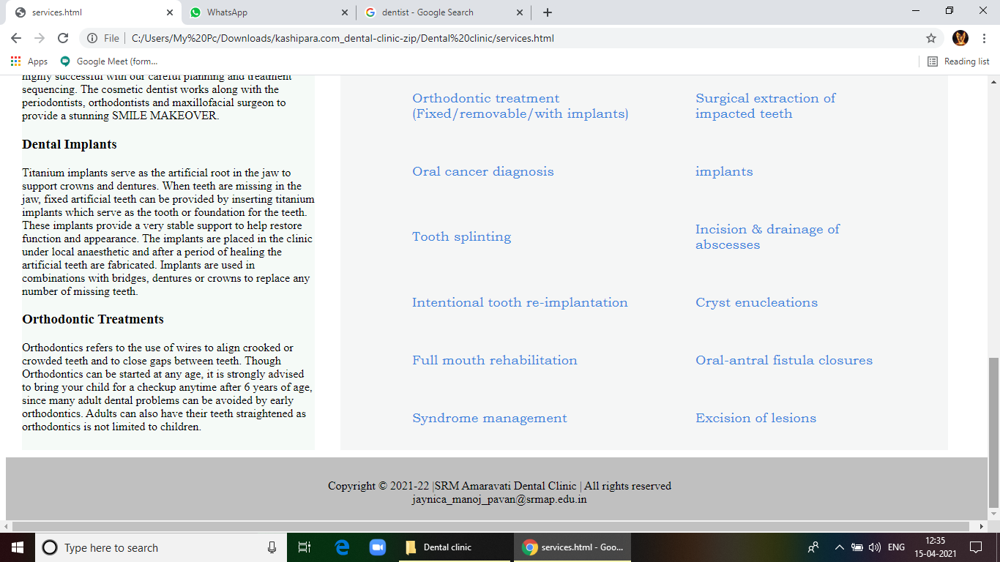 services.html
WhatsApp
dentist - Google Search
File
C:/Users/My%20Pc/Downloads/kashipara.com_dental-clinic-zip/Dental%20clinic/services.html
Apps
Google Meet (form...
Reading list
highly successful with our careful planning and treatment
sequencing. The cosmetic dentist works along with the
periodontists, orthodontists and maxillofacial surgeon to
provide a stunning SMILE MAKEOVER.
Dental Implants
Titanium implants serve as the artificial root in the jaw to
support crowns and dentures. When teeth are missing in the
jaw, fixed artificial teeth can be provided by inserting titanium
implants which serve as the tooth or foundation for the teeth.
These implants provide a very stable support to help restore
function and appearance. The implants are placed in the clinic
under local anaesthetic and after a period of healing the
artificial teeth are fabricated. Implants are used in
combinations with bridges, dentures or crowns to replace any
number of missing teeth.
Orthodontic Treatments
Orthodontics refers to the use of wires to align crooked or
crowded teeth and to close gaps between teeth. Though
Orthodontics can be started at any age, it is strongly advised
to bring your child for a checkup anytime after 6 years of age,
since many adult dental problems can be avoided by early
orthodontics. Adults can also have their teeth straightened as
orthodontics is not limited to children.
Orthodontic treatment
(Fixed/removable/with implants)
Surgical extraction of
impacted teeth
Oral cancer diagnosis
implants
Tooth splinting
Incision & drainage of
abscesses
Intentional tooth re-implantation
Cryst enucleations
Full mouth rehabilitation
Oral-antral fistula closures
Syndrome management
Excision of lesions
Copyright © 2021-22 |SRM Amaravati Dental Clinic | All rights reserved
jaynica_manoj_pavan@srmap.edu.in
Type here to search
Dental clinic
services.html - Goo...
ENG
12:35
15-04-2021